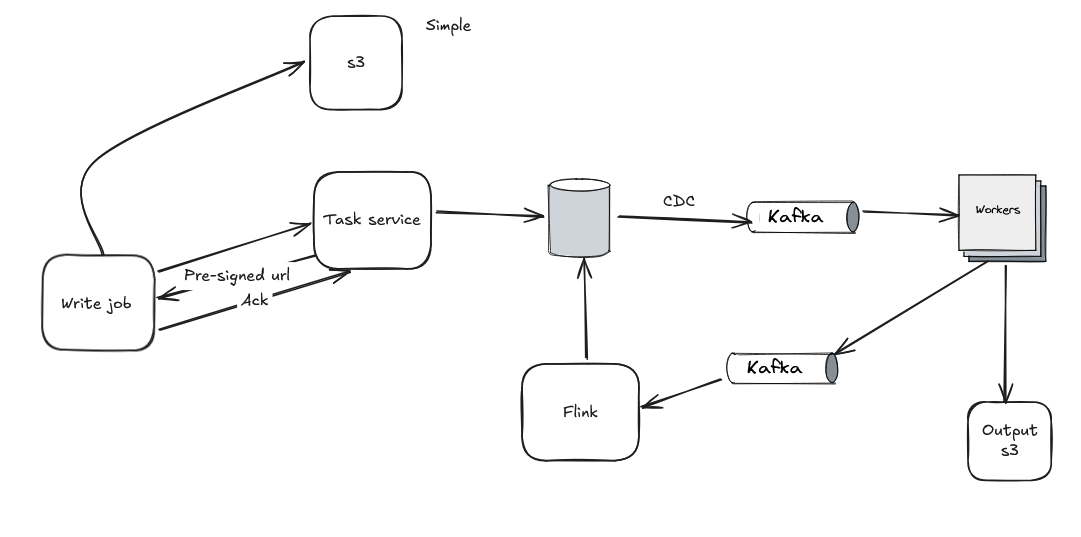 Simple
s3
Task service
CDC
Kafka
Workers
Pre-signed url
Ack
Write job
Kafka
Flink
Output
s3